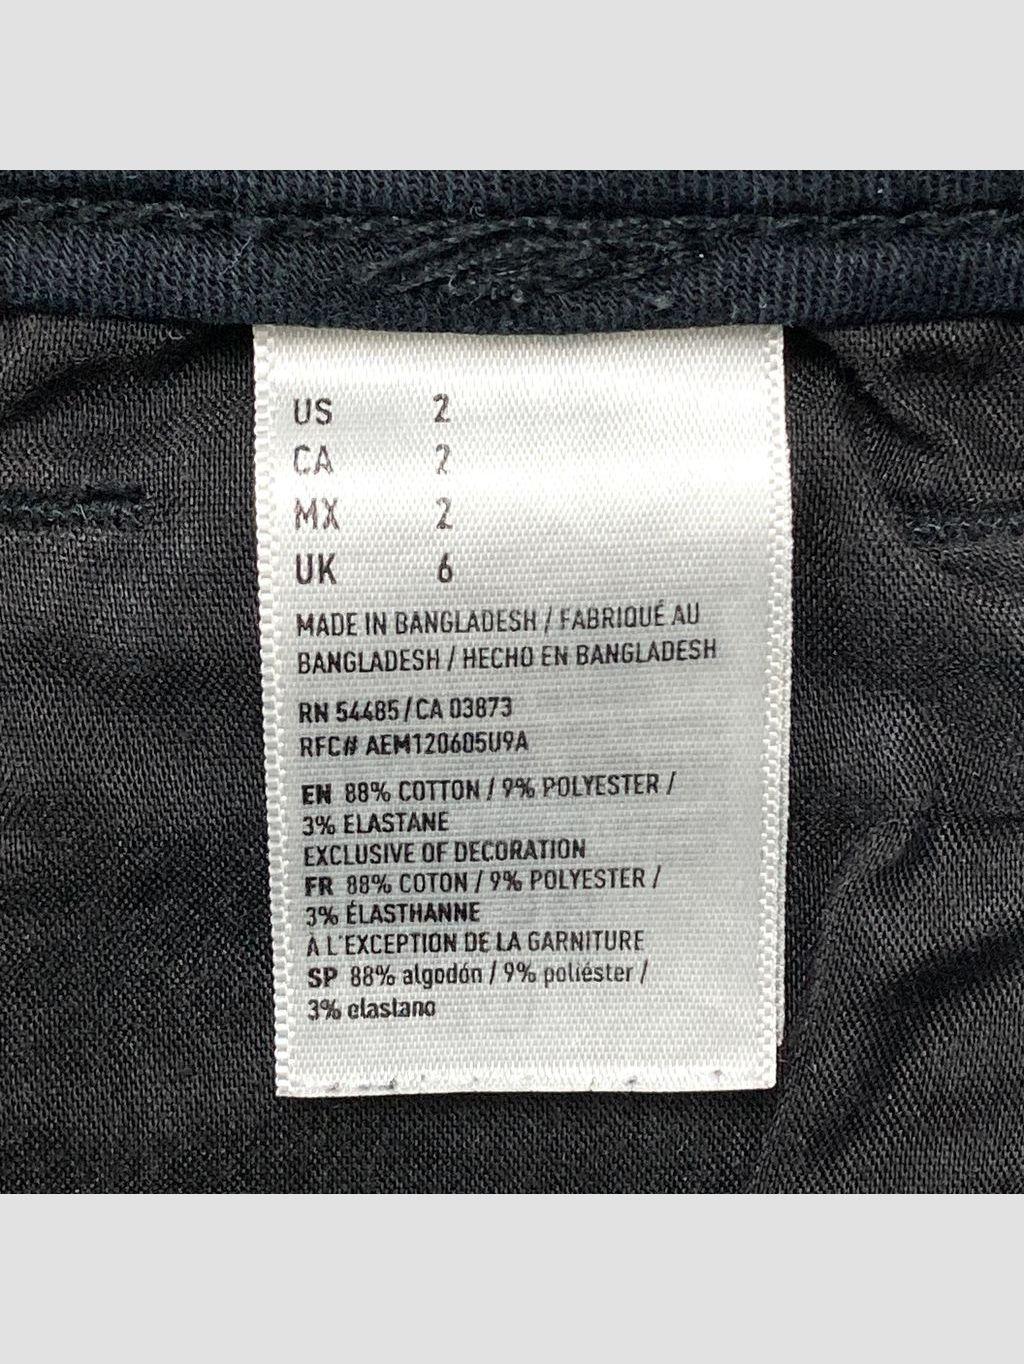 US 2
CA 2
MX 2
UK 6
MADE IN BANGLADESH / FABRIQUÉ AU
BANGLADESH / HECHO EN BANGLADESH
RN 54485/CA 03873
RFC# AEM120605U9A
EN 88% COTTON / 9% POLYESTER /
3% ELASTANE
EXCLUSIVE OF DECORATION
FR 88% COTON / 9% POLYESTER /
3% ÉLASTHANNE
À L'EXCEPTION DE LA GARNITURE
SP 88% algodón / 9% poliéster /
3% elastano